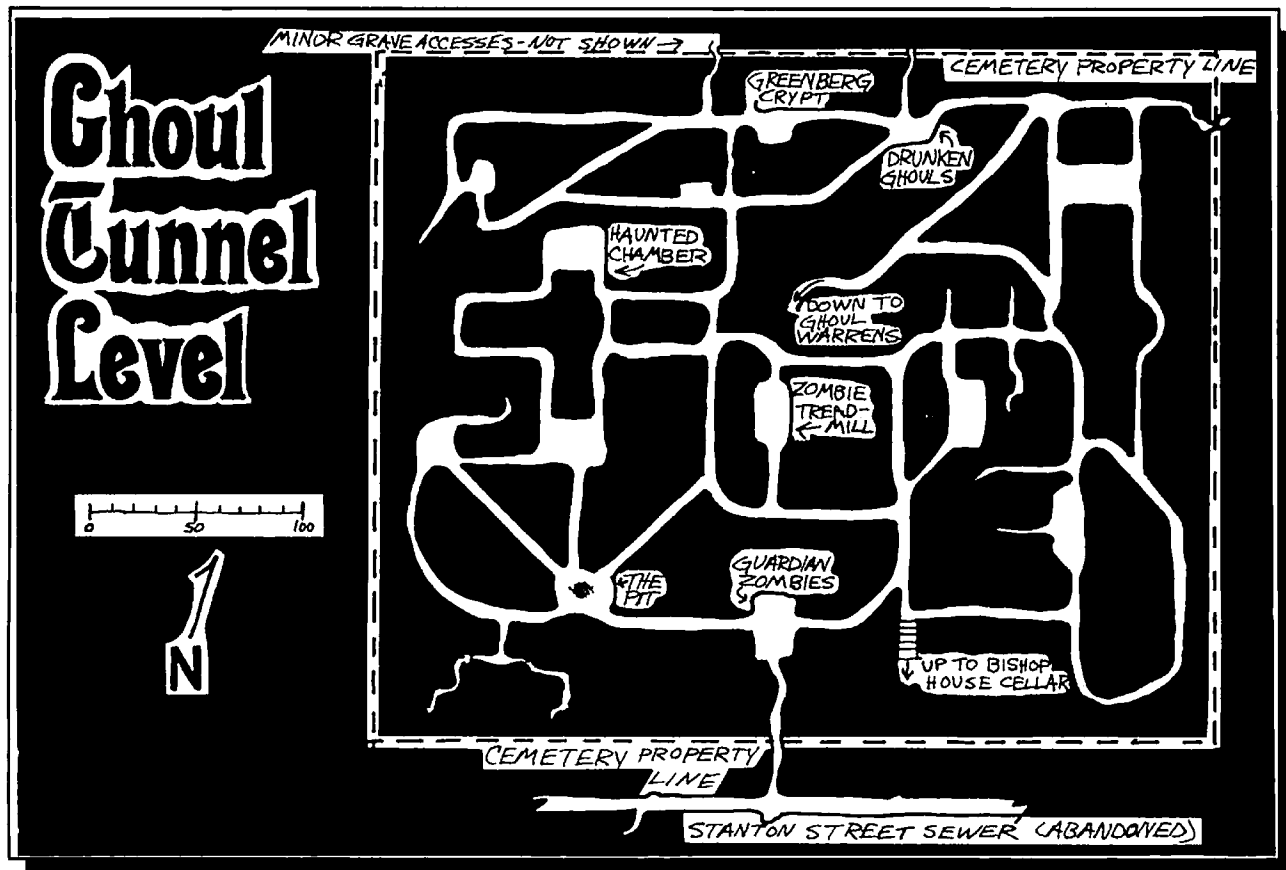 Ghoul
Tunnel
Level
MINOR GRAVE ACCESSES - NOT SHOWN →
CEMETERY PROPERTY LINE
GREENBERG
CRYPT
DRUNKEN
GHOULS
HAUNTED
CHAMBER
DOWN TO
GHOUL
WARRENS
ZOMBIE
TREAD-
MILL
0 50 100
N
THE
PIT
GUARDIAN
ZOMBIES
UP TO BISHOP
HOUSE CELLAR
CEMETERY PROPERTY
LINE
STANTON STREET SEWER (ABANDONED)